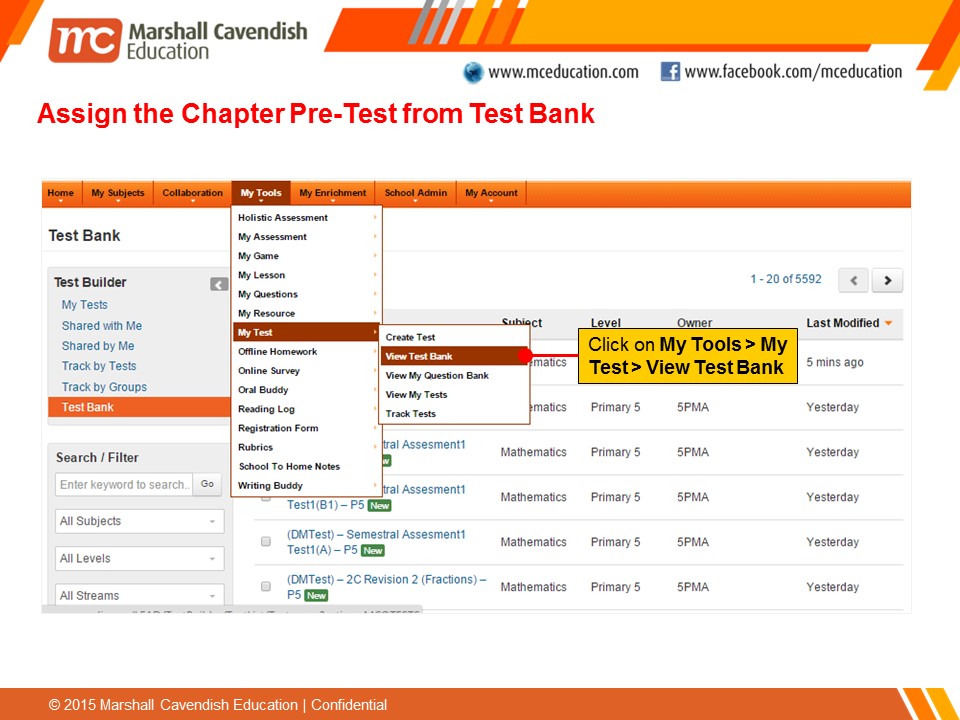 mc Marshall Cavendish
Education
www.mceducation.com
www.facebook.com/mceducation
Assign the Chapter Pre-Test from Test Bank
Home My Subjects Collaboration My Tools My Enrichment School Admin My Account
Test Bank
Test Builder
My Tests
Shared with Me
Shared by Me
Track by Tests
Track by Groups
Test Bank
Search / Filter
Enter keyword to search.. Go
All Subjects
All Levels
All Streams
Holistic Assessment
My Assessment
My Game
My Lesson
My Questions
My Resource
My Test
Offline Homework
Online Survey
Oral Buddy
Reading Log
Registration Form
Rubrics
School To Home Notes
Writing Buddy
Create Test
View Test Bank
View My Question Bank
View My Tests
Track Tests
Click on My Tools > My
Test > View Test Bank
1 - 20 of 5592
Subject Level Owner Last Modified
5 mins ago
Primary 5 5PMA Yesterday
Assesment1
Mathematics Primary 5 5PMA Yesterday
Assesment1
Test1(B1) – P5 New
Mathematics Primary 5 5PMA Yesterday
(DMTest) – Semestral Assesment1
Test1(A) – P5 New
Mathematics Primary 5 5PMA Yesterday
(DMTest) – 2C Revision 2 (Fractions) –
P5 New
Mathematics Primary 5 5PMA Yesterday
© 2015 Marshall Cavendish Education | Confidential